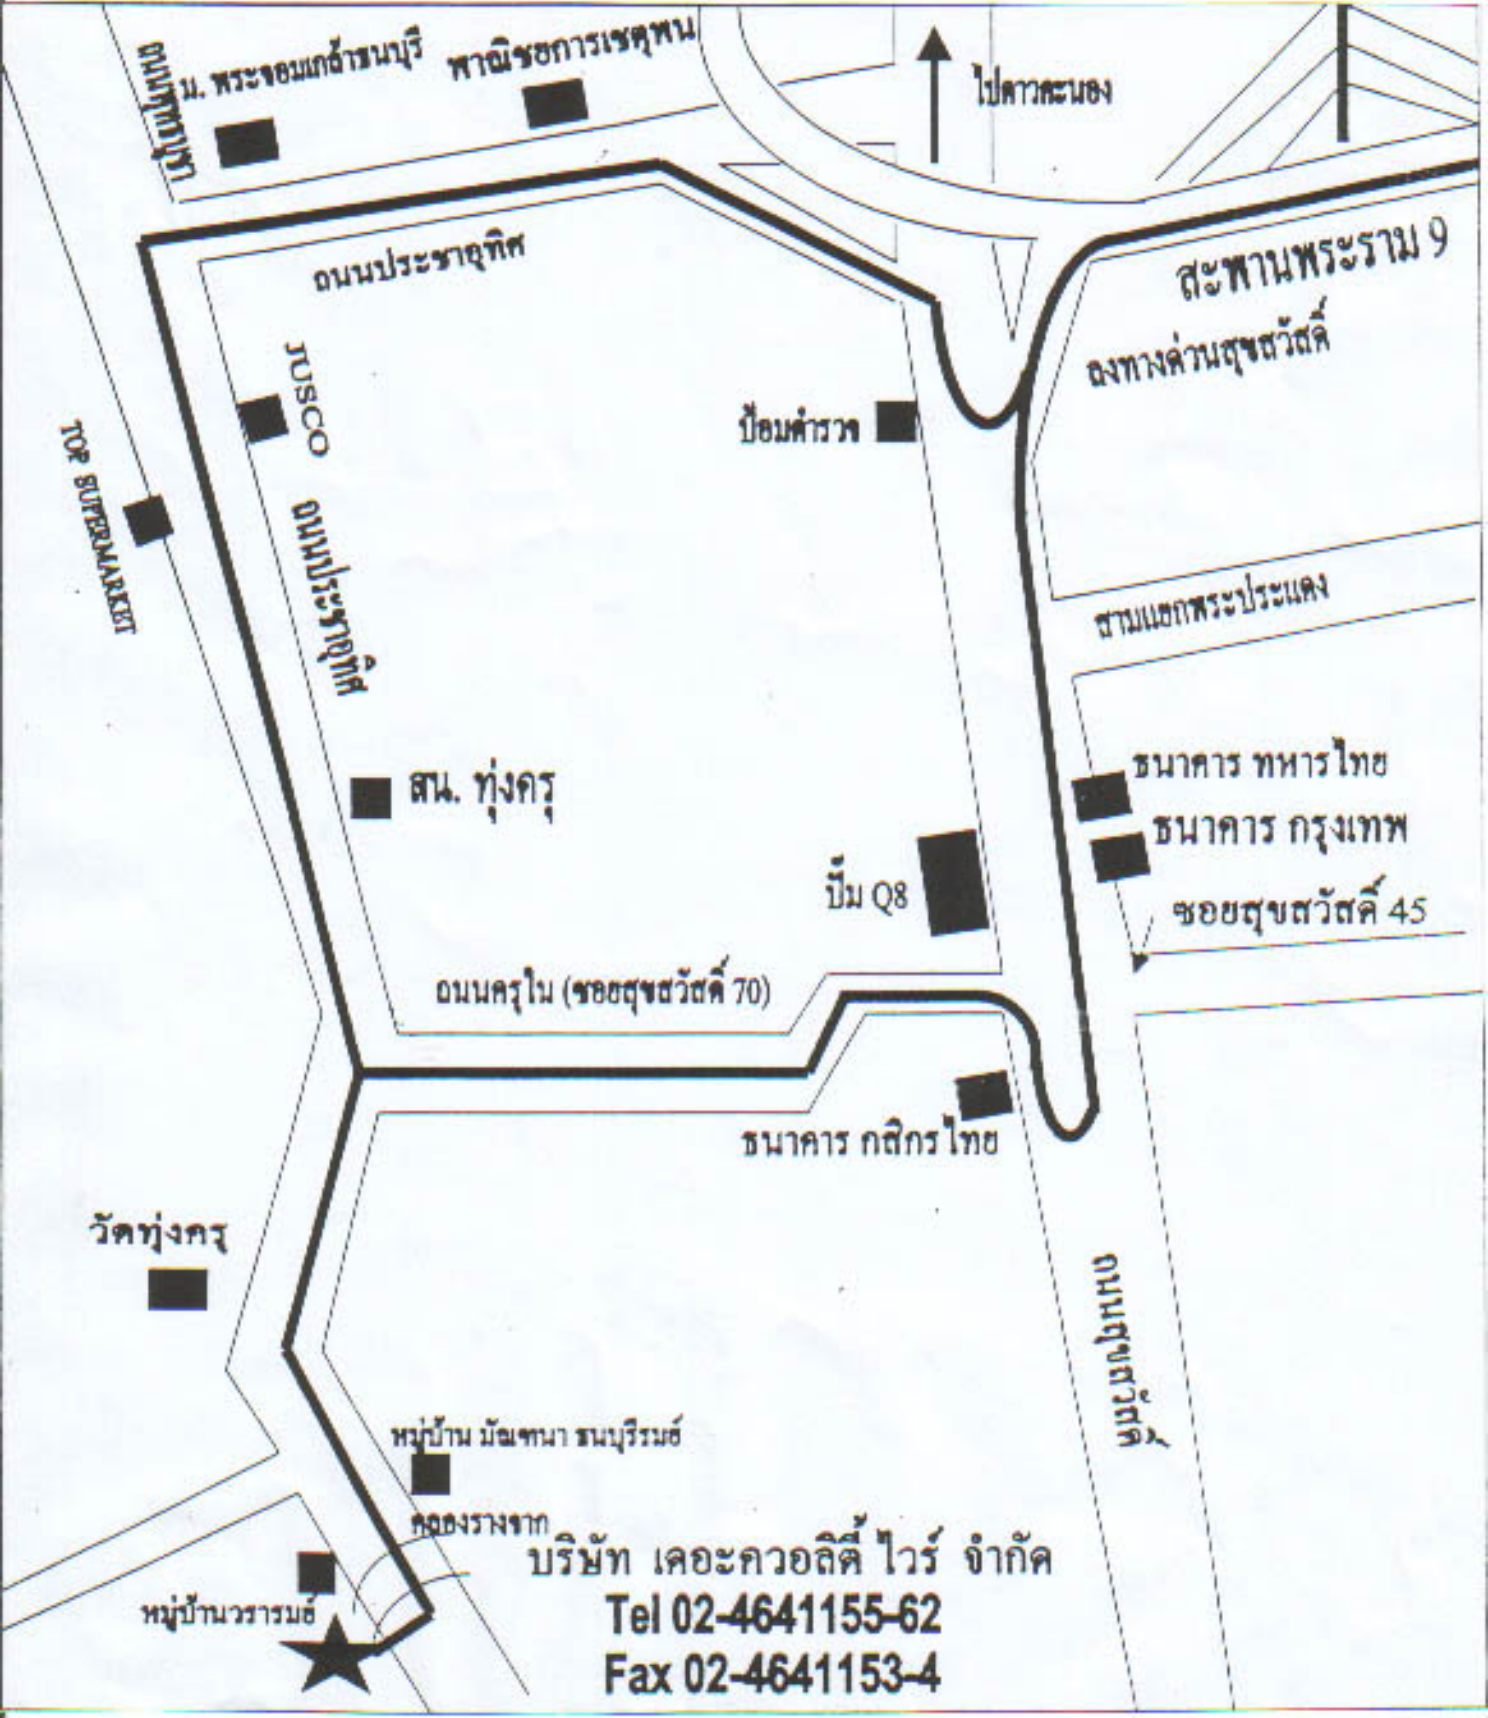 ถนนพุทธบูชา
ม. พระจอมเกล้าธนบุรี
พาณิชยการเชตุพน
ไปดาวคะนอง
ถนนประชาอุทิศ
สะพานพระราม 9
ลงทางด่วนสุขสวัสดิ์
JUSCO
ป้อมตำรวจ
TOP SUPERMARKET
ถนนประชาอุทิศ
สามแยกพระประแดง
สน. ทุ่งครุ
ธนาคาร ทหารไทย
ธนาคาร กรุงเทพ
ปั๊ม Q8
ซอยสุขสวัสดิ์ 45
ถนนครุใน (ซอยสุขสวัสดิ์ 70)
ธนาคาร กสิกรไทย
วัดทุ่งครุ
ถนนสุขสวัสดิ์
หมู่บ้าน มัณฑนา ธนบุรีรมย์
คลองรางจาก
บริษัท เดอะควอลิตี้ ไวร์ จำกัด
หมู่บ้านวรารมย์
Tel 02-4641155-62
Fax 02-4641153-4